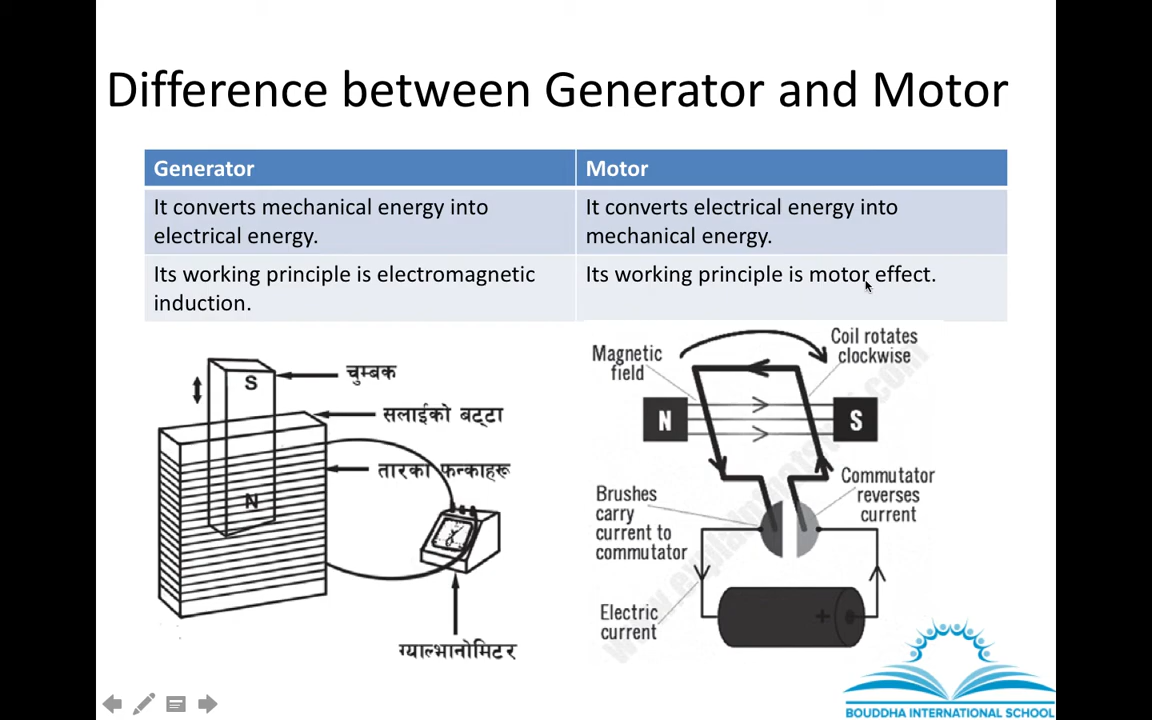 Difference between Generator and Motor
Generator
Motor
It converts mechanical energy into
electrical energy.
It converts electrical energy into
mechanical energy.
Its working principle is electromagnetic
induction.
Its working principle is motor effect.
S
N
चुम्बक
सलाईको बट्टा
तारका फन्काहरू
ग्याल्भानोमिटर
Magnetic
field
Coil rotates
clockwise
N
S
Brushes
carry
current to
commutator
Commutator
reverses
current
Electric
current
+
BOUDDHA INTERNATIONAL SCHOOL